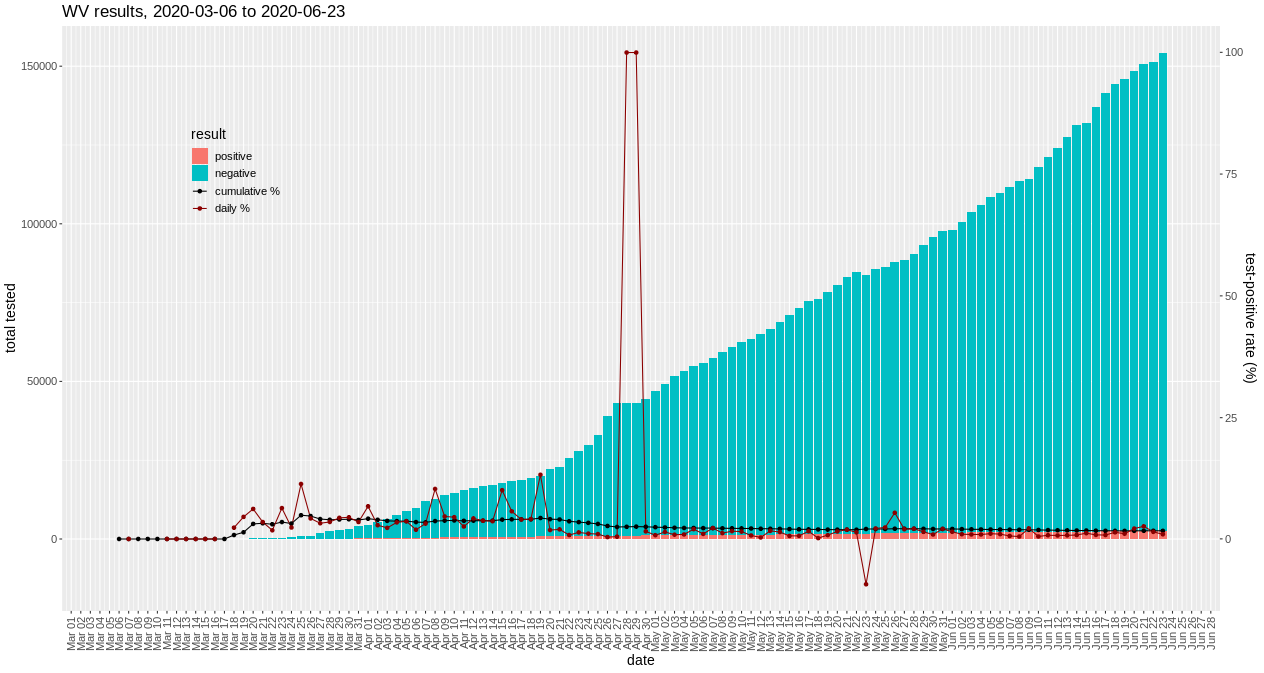 WV results, 2020-03-06 to 2020-06-23
150000
100000
50000
0
total tested
result
positive
negative
cumulative %
daily %
100
75
50
25
0
test-positive rate (%)
Mar 01
Mar 02
Mar 03
Mar 04
Mar 05
Mar 06
Mar 07
Mar 08
Mar 09
Mar 10
Mar 11
Mar 12
Mar 13
Mar 14
Mar 15
Mar 16
Mar 17
Mar 18
Mar 19
Mar 20
Mar 21
Mar 22
Mar 23
Mar 24
Mar 25
Mar 26
Mar 27
Mar 28
Mar 29
Mar 30
Mar 31
Apr 01
Apr 02
Apr 03
Apr 04
Apr 05
Apr 06
Apr 07
Apr 08
Apr 09
Apr 10
Apr 11
Apr 12
Apr 13
Apr 14
Apr 15
Apr 16
Apr 17
Apr 18
Apr 19
Apr 20
Apr 21
Apr 22
Apr 23
Apr 24
Apr 25
Apr 26
Apr 27
Apr 28
Apr 29
Apr 30
May 01
May 02
May 03
May 04
May 05
May 06
May 07
May 08
May 09
May 10
May 11
May 12
May 13
May 14
May 15
May 16
May 17
May 18
May 19
May 20
May 21
May 22
May 23
May 24
May 25
May 26
May 27
May 28
May 29
May 30
May 31
Jun 01
Jun 02
Jun 03
Jun 04
Jun 05
Jun 06
Jun 07
Jun 08
Jun 09
Jun 10
Jun 11
Jun 12
Jun 13
Jun 14
Jun 15
Jun 16
Jun 17
Jun 18
Jun 19
Jun 20
Jun 21
Jun 22
Jun 23
Jun 24
Jun 25
Jun 26
Jun 27
Jun 28
date